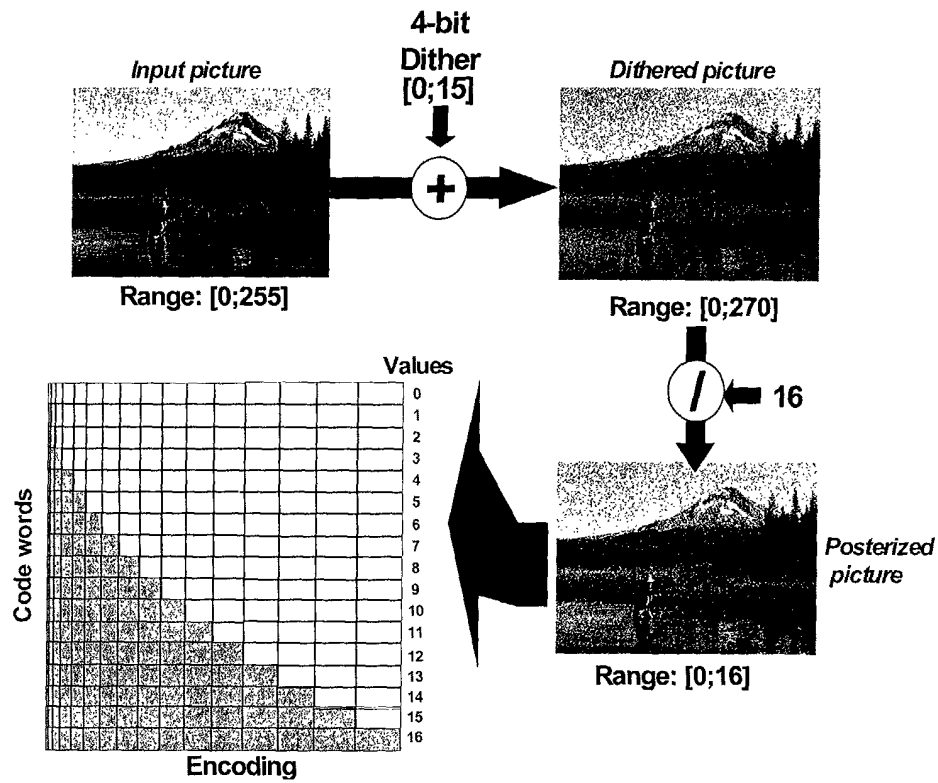 4-bit
Dither
[0;15]
Input picture
Dithered picture
+
Range: [0;255]
Range: [0;270]
Values
/
16
0
1
2
3
4
5
6
7
8
9
10
11
12
13
14
15
16
Code words
Encoding
Posterized
picture
Range: [0;16]